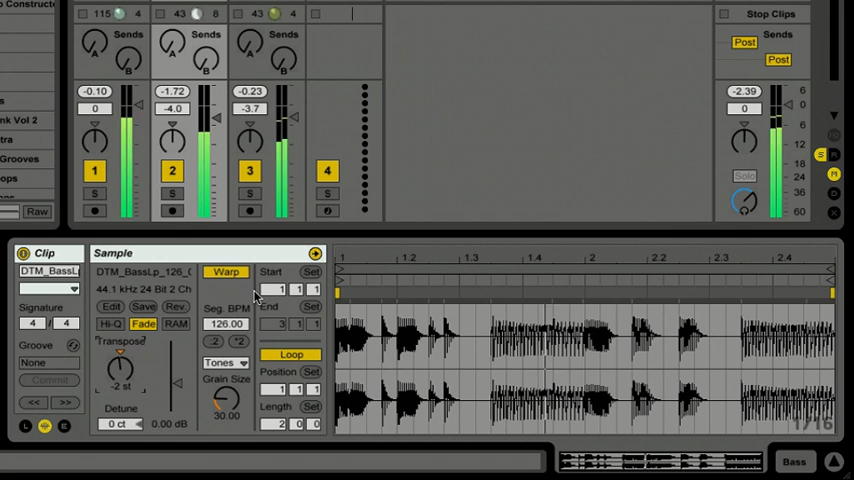 o Constructi
115 4 43 8 43 4 Stop Clips
Sends Sends Sends Sends
A B A B A B Post
Post
-0.10 -1.72 -0.23 -2.39 6
0 -4.0 -3.7 0 0
6
12
18
24
36
60
nk Vol 2
tra
Grooves
ops
1 2 3 4
S S S Solo
S R
M
D
X
Raw
Clip Sample
DTM_BassL DTM_BassLp_126_ Warp Start Set
44.1 kHz 24 Bit 2 Ch 1 1 1
Signature Edit Save Rev. Seg. BPM End Set
4 / 4 Hi-Q Fade RAM 126.00 3 1 1
Groove Transpose :2 *2
None Tones Loop
Commit -2 st Grain Size Position Set
<< >> Detune 30.00 1 1 1
0 ct 0.00 dB Length Set
L E 2 0 0
1 1.2 1.3 1.4 2 2.2 2.3 2.4
1/16
Bass